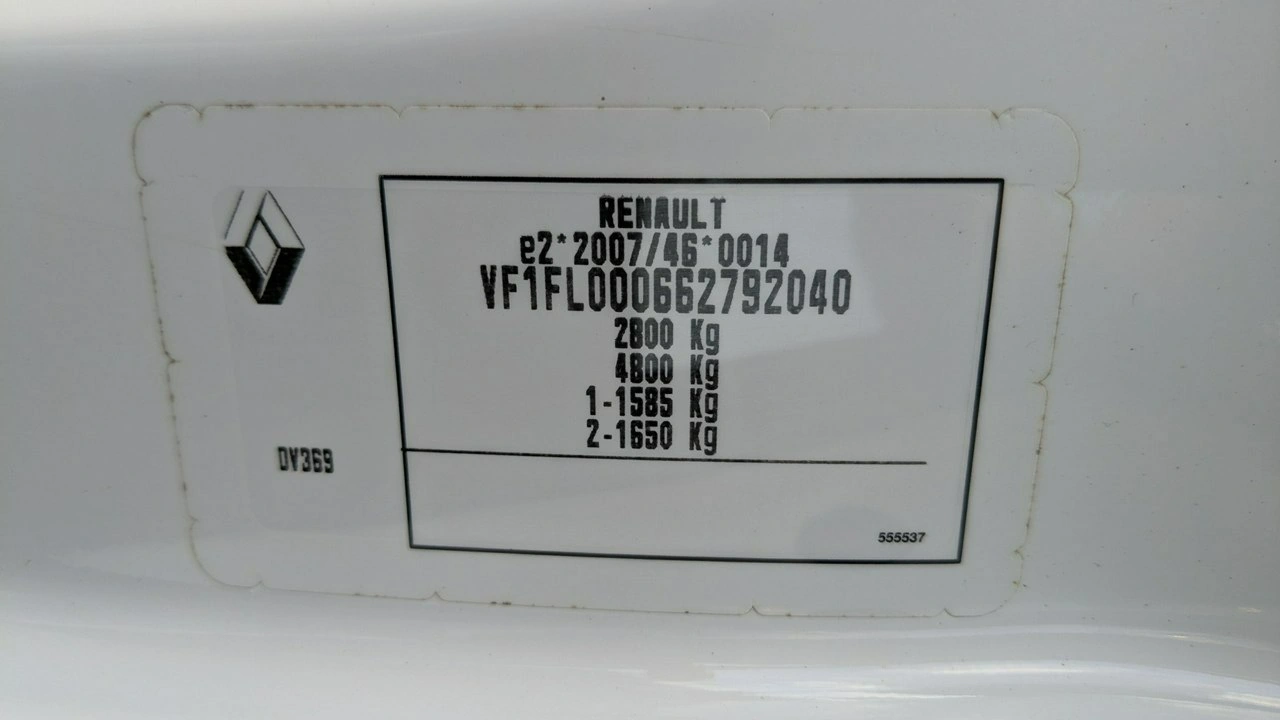 RENAULT
e2*2007/46*0014
VF1FL000662792040
2800 Kg
4800 Kg
1-1585 Kg
2-1650 Kg
DV369
555537